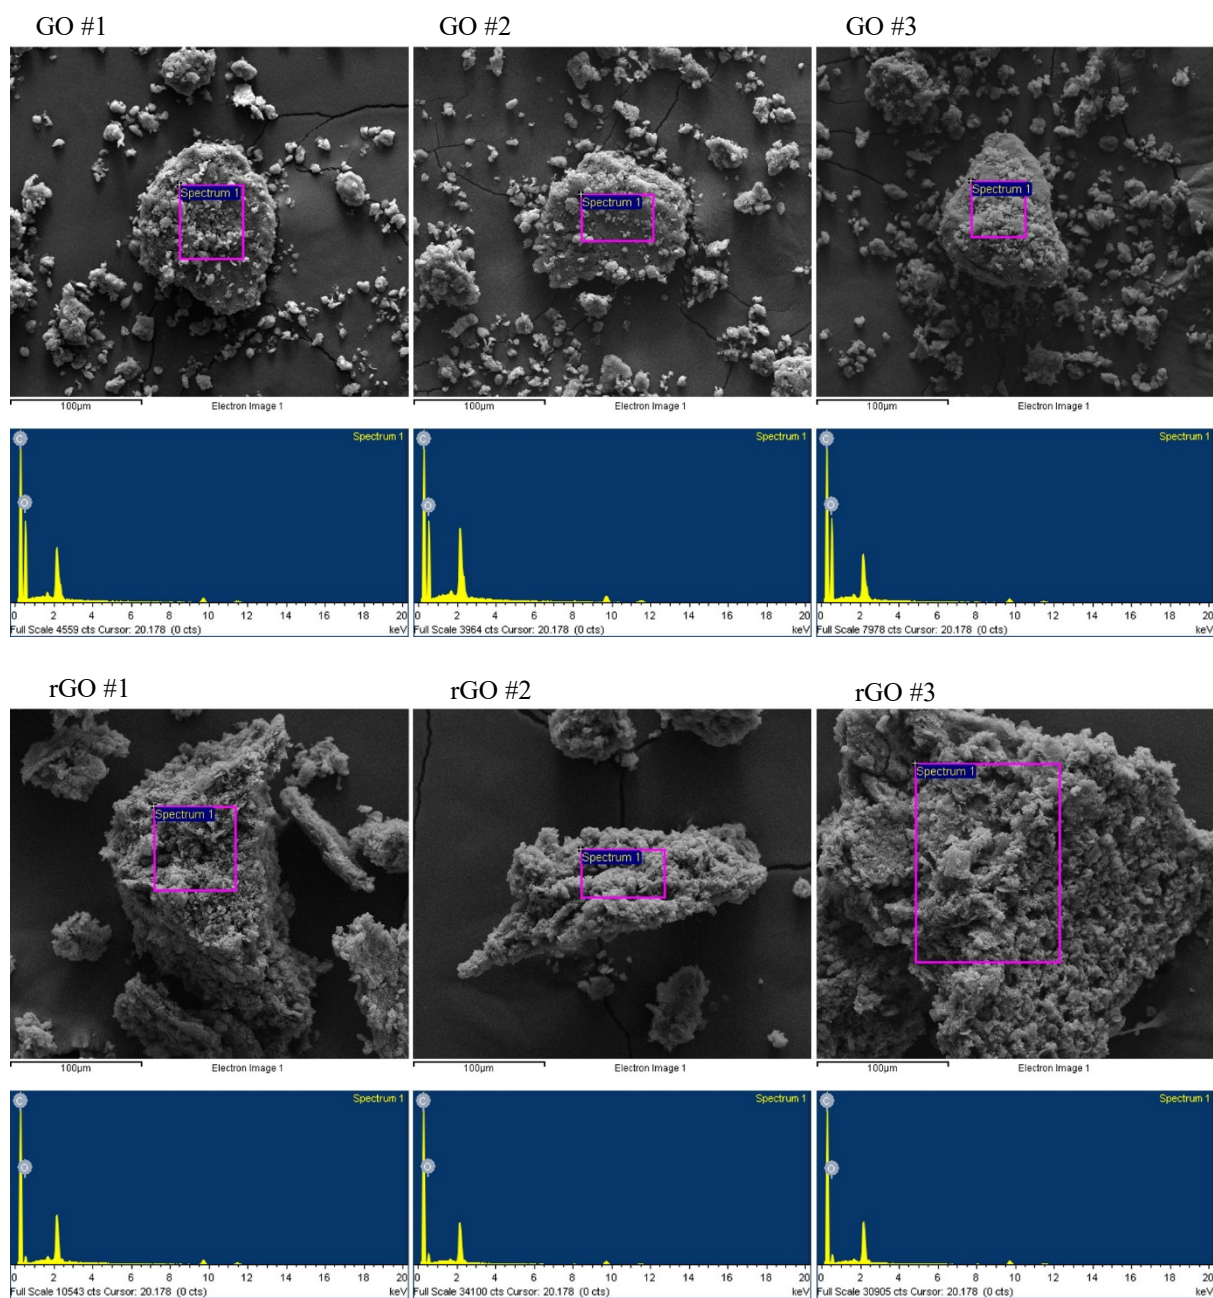 GO #1
GO #2
GO #3
Spectrum 1
Spectrum 1
Spectrum 1
100µm Electron Image 1
100µm Electron Image 1
100µm Electron Image 1
C
O
Spectrum 1
0 2 4 6 8 10 12 14 16 18 20
Full Scale 4559 cts Cursor: 20.178 (0 cts) keV
C
O
Spectrum 1
0 2 4 6 8 10 12 14 16 18 20
Full Scale 3964 cts Cursor: 20.178 (0 cts) keV
C
O
Spectrum 1
0 2 4 6 8 10 12 14 16 18 20
Full Scale 7978 cts Cursor: 20.178 (0 cts) keV
rGO #1
rGO #2
rGO #3
Spectrum 1
Spectrum 1
Spectrum 1
100µm Electron Image 1
100µm Electron Image 1
100µm Electron Image 1
C
O
Spectrum 1
0 2 4 6 8 10 12 14 16 18 20
Full Scale 10543 cts Cursor: 20.178 (0 cts) keV
C
O
Spectrum 1
0 2 4 6 8 10 12 14 16 18 20
Full Scale 34100 cts Cursor: 20.178 (0 cts) keV
C
O
Spectrum 1
0 2 4 6 8 10 12 14 16 18 20
Full Scale 30905 cts Cursor: 20.178 (0 cts) keV